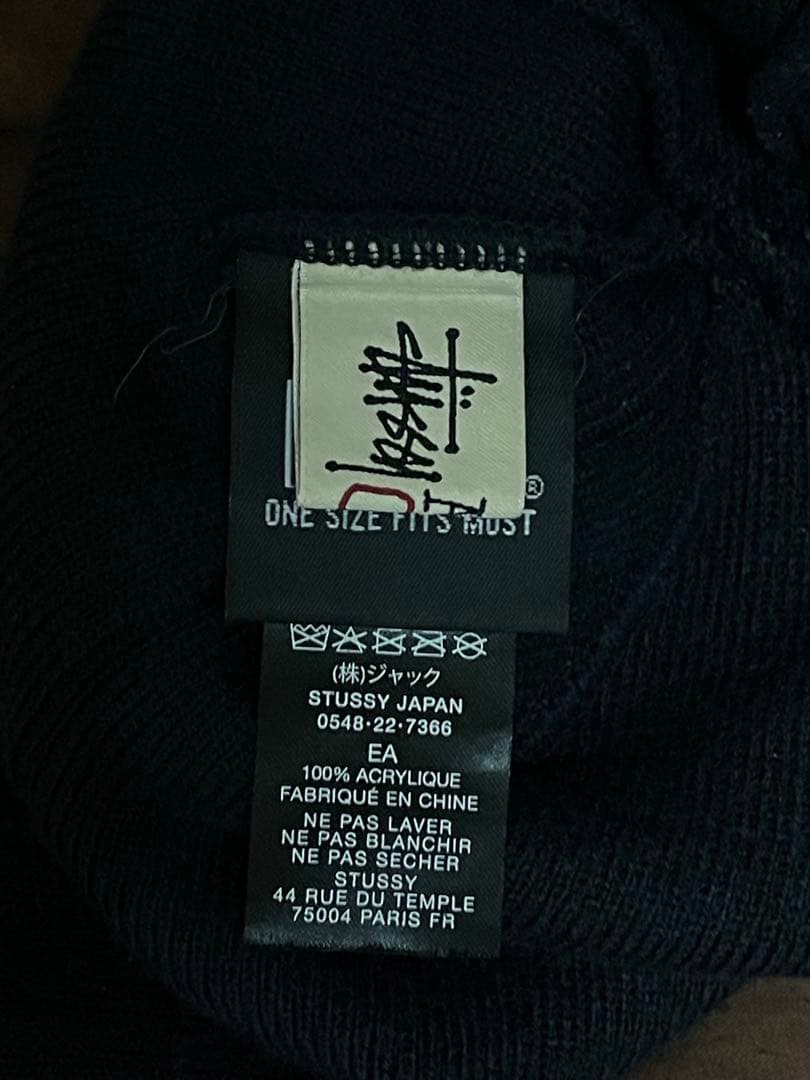 STÜSSY
®
ONE SIZE FITS MOST
(株)ジャック
STUSSY JAPAN
0548・22・7366
EA
100% ACRYLIQUE
FABRIQUÉ EN CHINE
NE PAS LAVER
NE PAS BLANCHIR
NE PAS SECHER
STUSSY
44 RUE DU TEMPLE
75004 PARIS FR